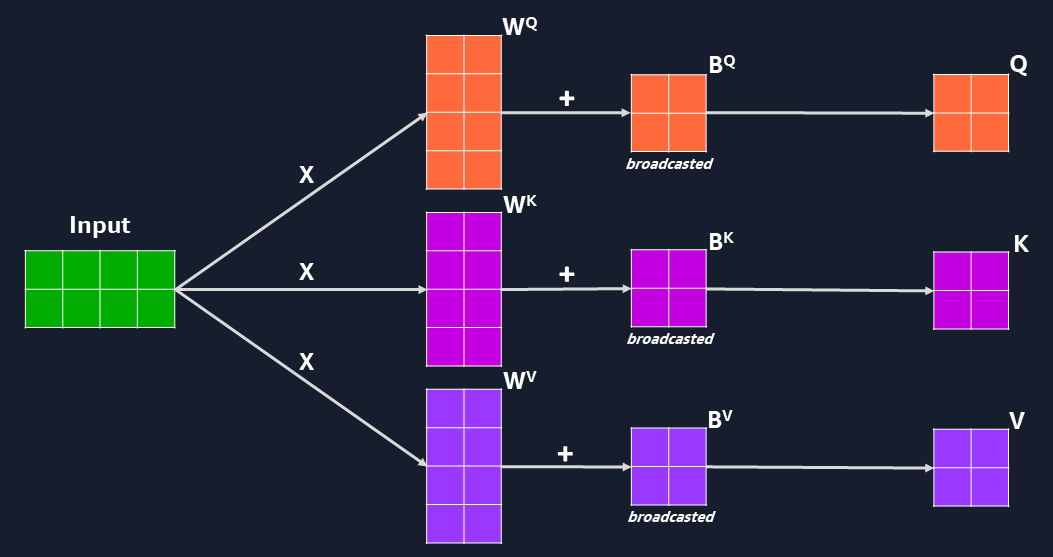 W^Q
B^Q
Q
+
broadcasted
X
W^K
Input
B^K
K
X
+
broadcasted
X
W^V
B^V
V
+
broadcasted